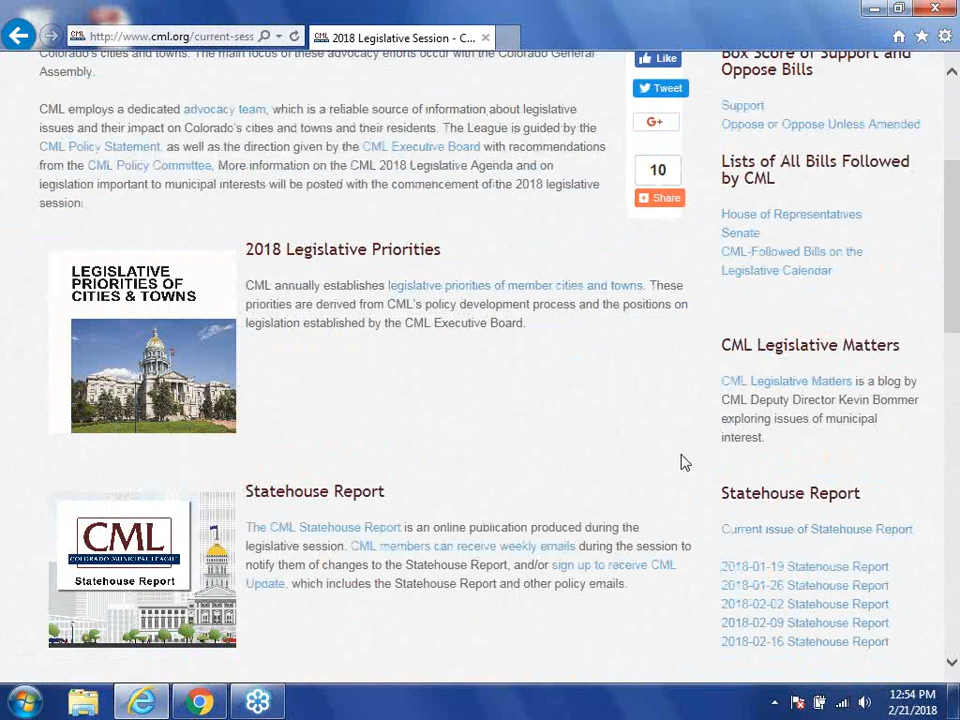 http://www.cml.org/current-sess
2018 Legislative Session - C...
Colorado's cities and towns. The main focus of these advocacy efforts occur with the Colorado General
Assembly.
CML employs a dedicated advocacy team, which is a reliable source of information about legislative
issues and their impact on Colorado's cities and towns and their residents. The League is guided by the
CML Policy Statement, as well as the direction given by the CML Executive Board with recommendations
from the CML Policy Committee, More information on the CML 2018 Legislative Agenda and on
legislation important to municipal interests will be posted with the commencement of the 2018 legislative
session.
Like
Tweet
G+
10
Share
2018 Legislative Priorities
LEGISLATIVE
PRIORITIES OF
CITIES & TOWNS
CML annually establishes legislative priorities of member cities and towns. These
priorities are derived from CML's policy development process and the positions on
legislation established by the CML Executive Board.
Statehouse Report
CML
COLORADO MUNICIPAL LEAGUE
Statehouse Report
The CML Statehouse Report is an online publication produced during the
legislative session. CML members can receive weekly emails during the session to
notify them of changes to the Statehouse Report, and/or sign up to receive CML
Update, which includes the Statehouse Report and other policy emails.
Box Score of Support and
Oppose Bills
Support
Oppose or Oppose Unless Amended
Lists of All Bills Followed
by CML
House of Representatives
Senate
CML-Followed Bills on the
Legislative Calendar
CML Legislative Matters
CML Legislative Matters is a blog by
CML Deputy Director Kevin Bommer
exploring issues of municipal
interest.
Statehouse Report
Current issue of Statehouse Report
2018-01-19 Statehouse Report
2018-01-26 Statehouse Report
2018-02-02 Statehouse Report
2018-02-09 Statehouse Report
2018-02-16 Statehouse Report
12:54 PM
2/21/2018